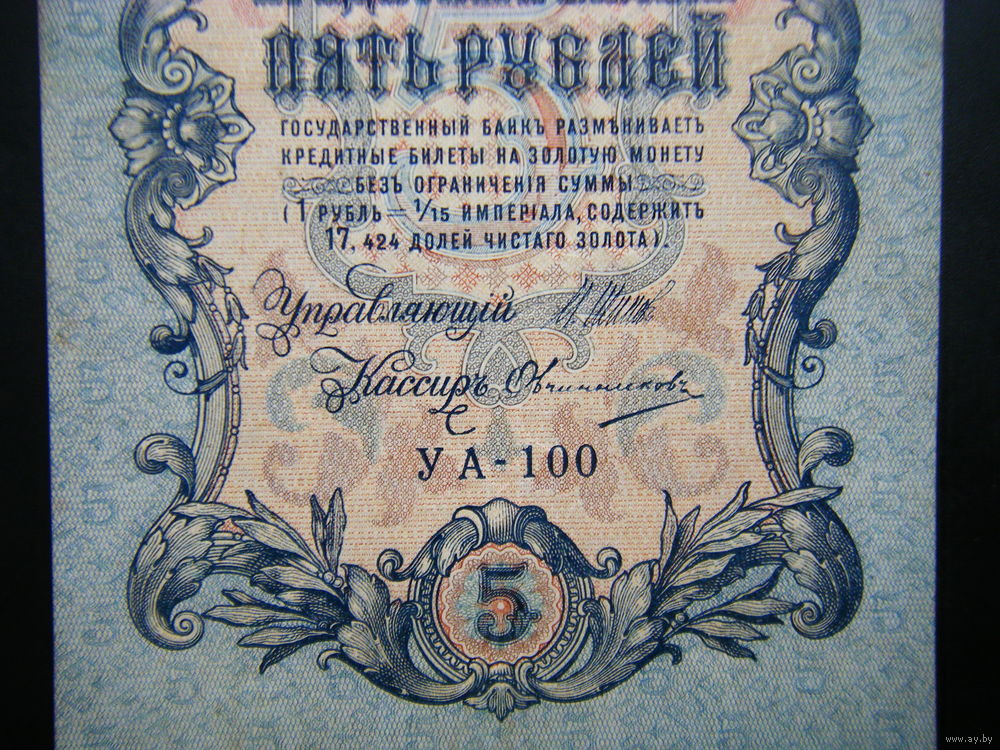 ПЯТЬ РУБЛЕЙ
ГОСУДАРСТВЕННЫЙ БАНКЪ РАЗМѢНИВАЕТЪ
КРЕДИТНЫЕ БИЛЕТЫ НА ЗОЛОТУЮ МОНЕТУ
БЕЗЪ ОГРАНИЧЕНІЯ СУММЫ
(1 РУБЛЬ = 1/15 ИМПЕРІАЛА, СОДЕРЖИТЪ
17, 424 ДОЛЕЙ ЧИСТАГО ЗОЛОТА).
Управляющій
Кассиръ Овчинниковъ
УА-100
5
www.ay.by